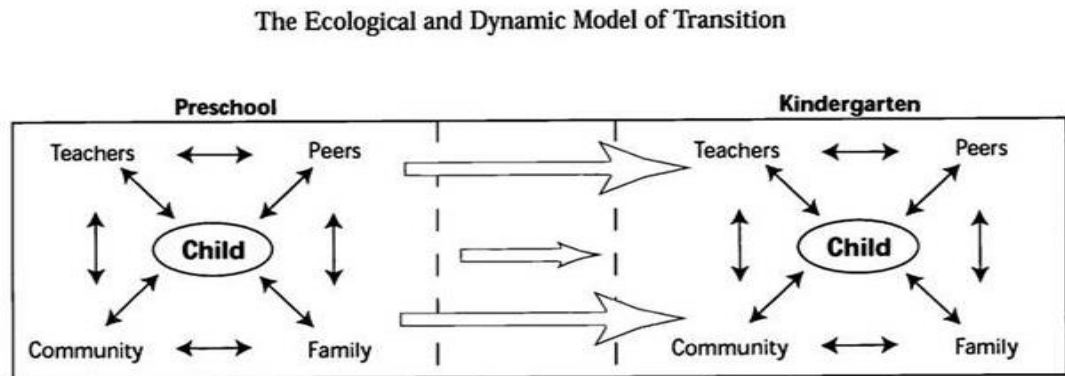 The Ecological and Dynamic Model of Transition
Preschool Kindergarten
Teachers Peers Teachers Peers
Child Child
Community Family Community Family